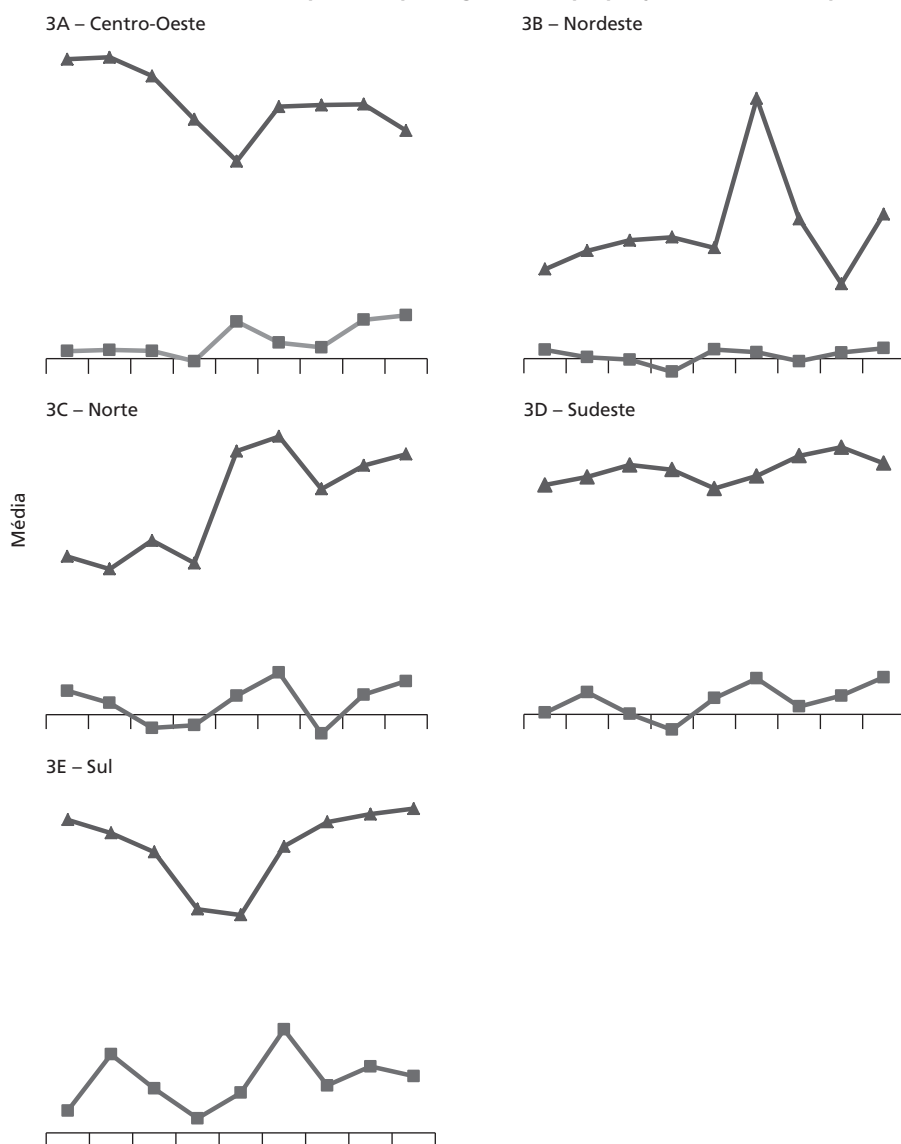 3A – Centro-Oeste
3B – Nordeste
3C – Norte
3D – Sudeste
Média
3E – Sul